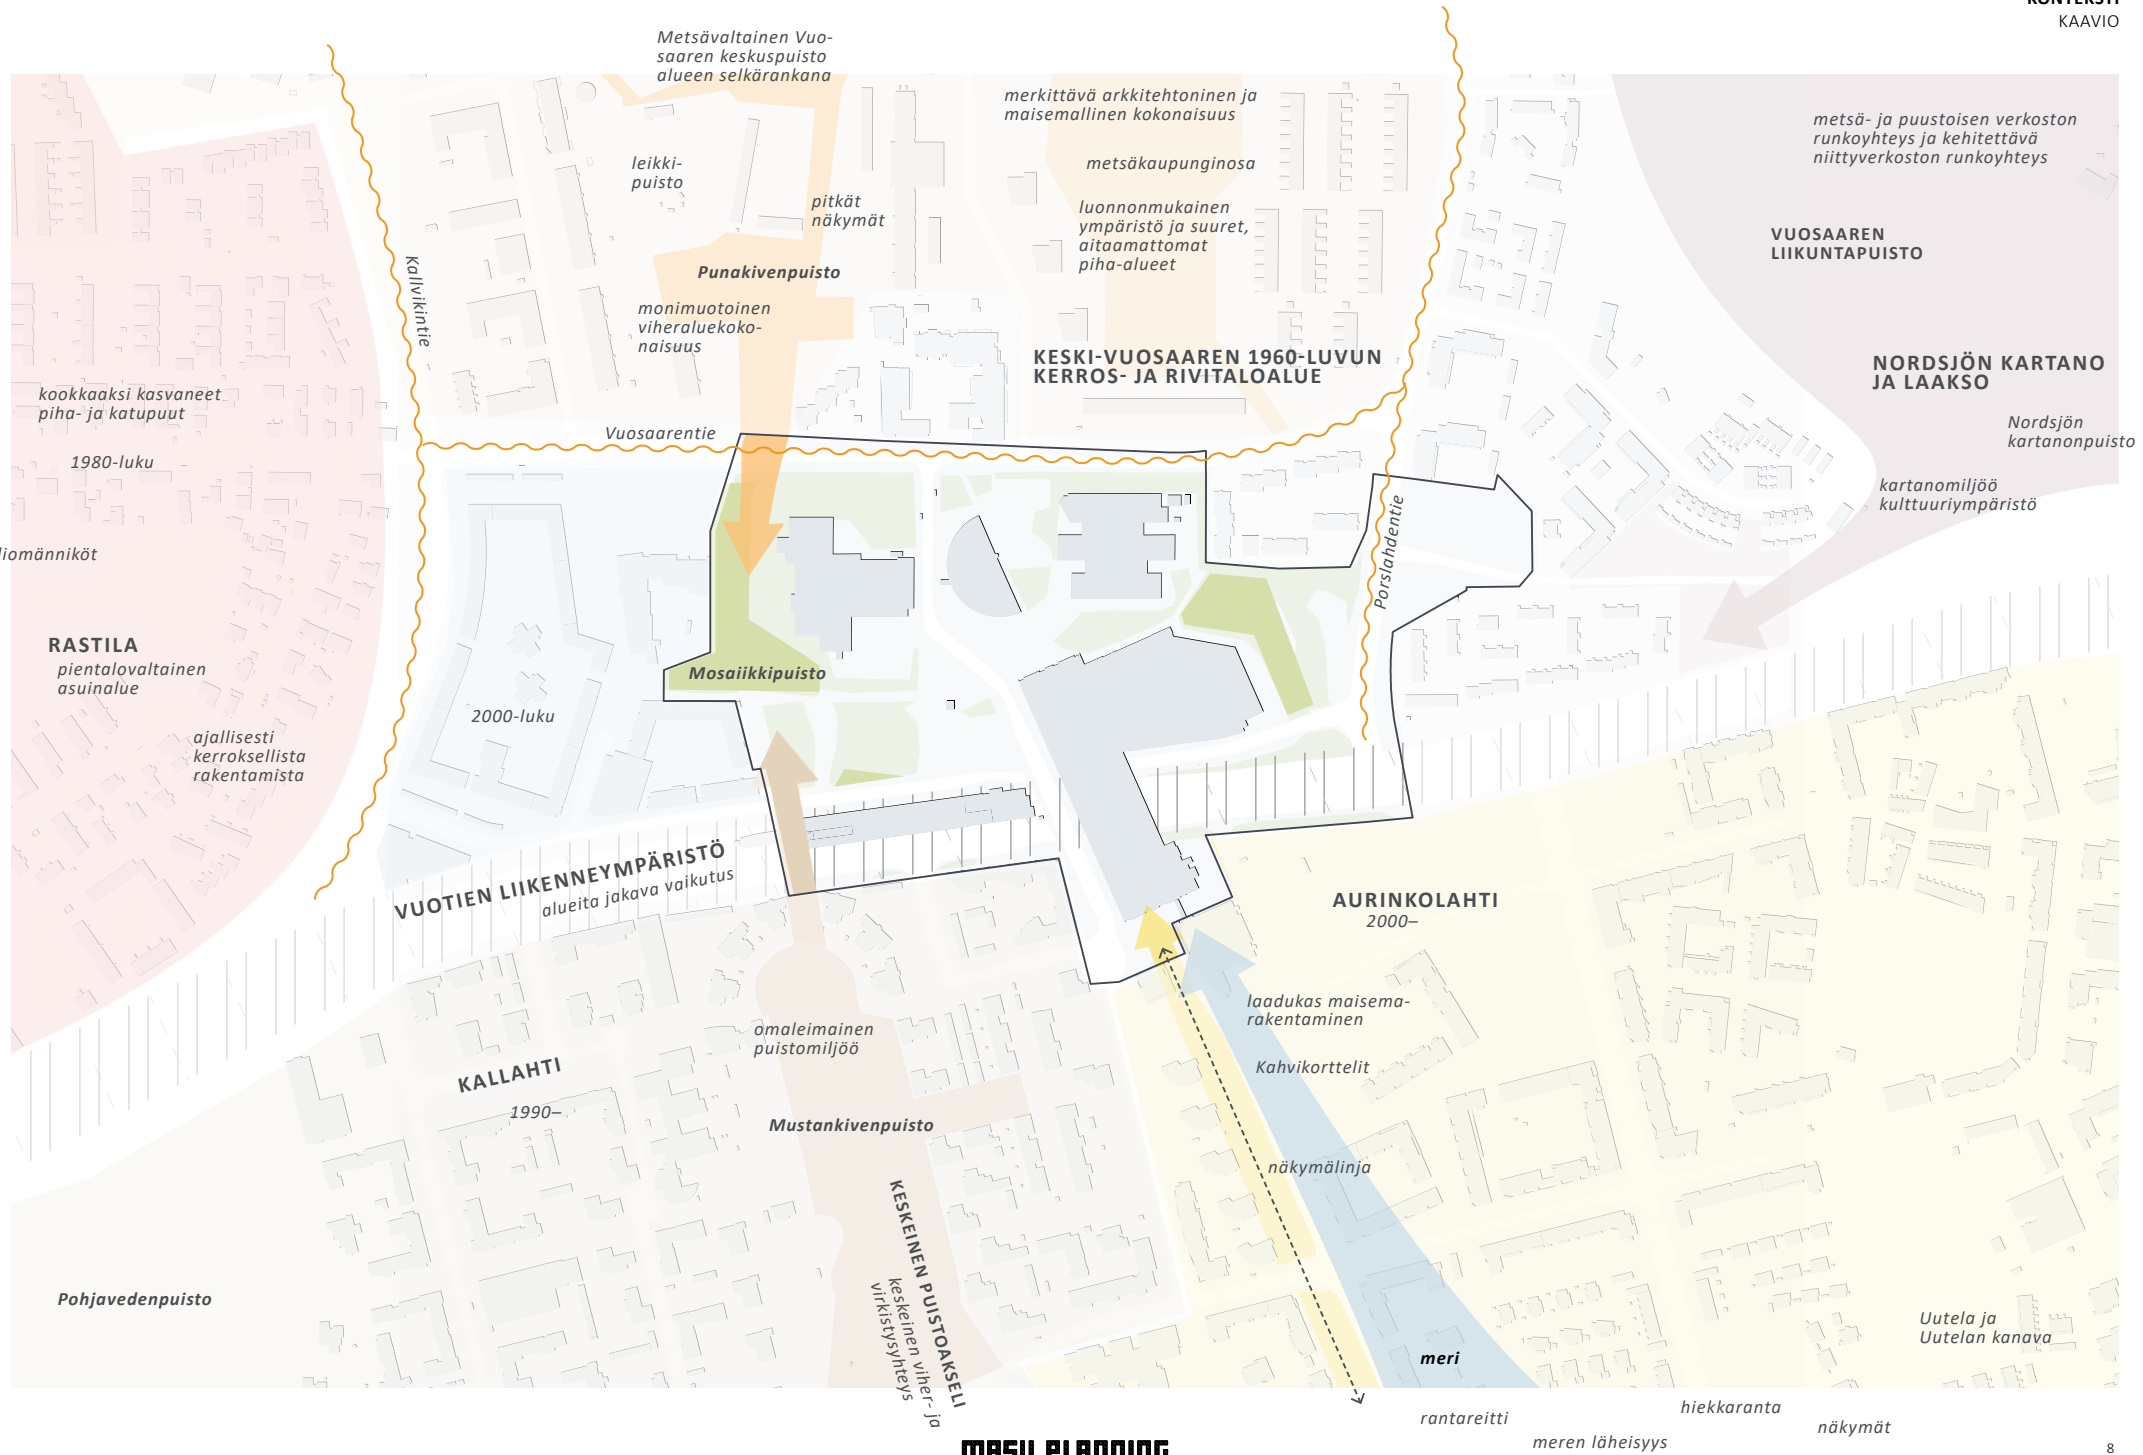 KAAVIO
Metsävaltainen Vuo-
saaren keskuspuisto
alueen selkärankana
merkittävä arkkitehtoninen ja
maisemallinen kokonaisuus
metsä- ja puustoisen verkoston
runkoyhteys ja kehitettävä
niittyverkoston runkoyhteys
leikki-
puisto
metsäkaupunginosa
pitkät
näkymät
luonnonmukainen
ympäristö ja suuret,
aitaamattomat
piha-alueet
VUOSAAREN
LIIKUNTAPUISTO
Kallvikintie
Punakivenpuisto
monimuotoinen
viheraluekoko-
naisuus
KESKI-VUOSAAREN 1960-LUVUN
KERROS- JA RIVITALOALUE
NORDSJÖN KARTANO
JA LAAKSO
kookkaaksi kasvaneet
piha- ja katupuut
Nordsjön
kartanonpuisto
Vuosaarentie
1980-luku
kartanomiljöö
kulttuuriympäristö
Porslahdentie
RASTILA
pientalovaltainen
asuinalue
Mosaiikkipuisto
2000-luku
ajallisesti
kerroksellista
rakentamista
VUOTIEN LIIKENNEYMPÄRISTÖ
alueita jakava vaikutus
AURINKOLAHTI
2000–
laadukas maisema-
rakentaminen
omaleimainen
puistomiljöö
Kahvikorttelit
KALLAHTI
1990–
Mustankivenpuisto
näkymälinja
KESKEINEN PUISTOAKSELI
keskeinen viher- ja
virkistysyhteys
Pohjavedenpuisto
Uutela ja
Uutelan kanava
meri
rantareitti
hiekkaranta
näkymät
meren läheisyys
8